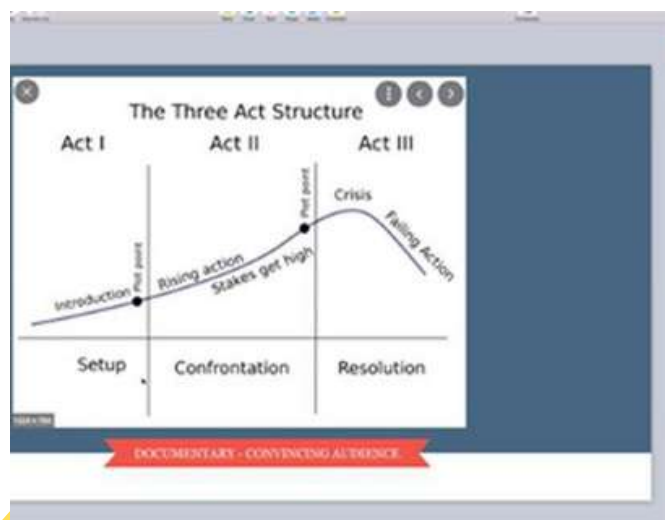 The Three Act Structure
Act I
Act II
Act III
Introduction
Plot point
Rising action
Stakes get high
Plot point
Crisis
Falling Action
Setup
Confrontation
Resolution
DOCUMENTARY - CONVINCING AUDIENCE